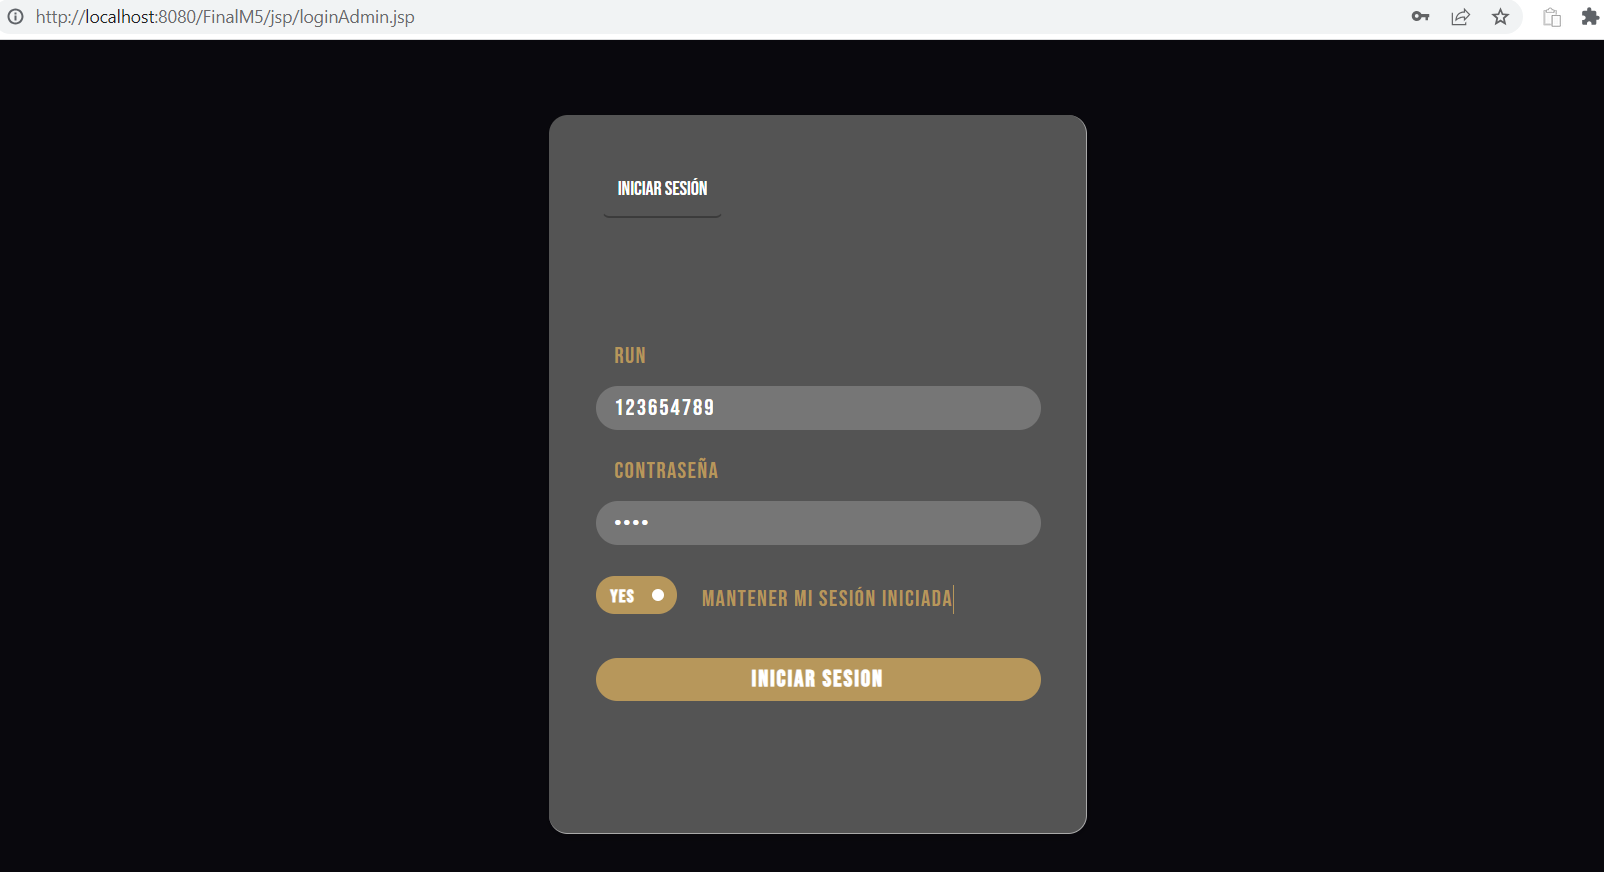 http://localhost:8080/FinalM5/jsp/loginAdmin.jsp
INICIAR SESIÓN
RUN
123654789
CONTRASEÑA
••••
YES
MANTENER MI SESIÓN INICIADA
INICIAR SESION